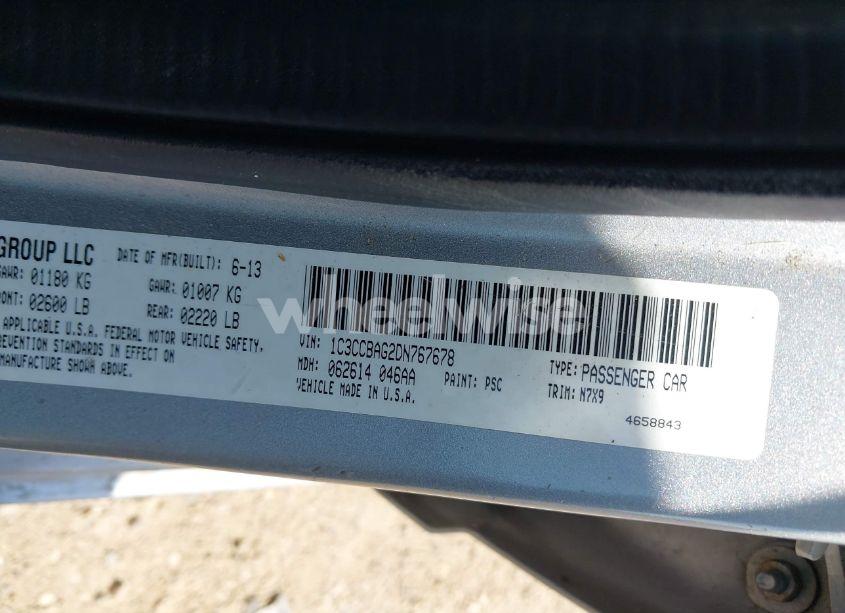 GROUP LLC
DATE OF MFR(BUILT): 6-13
GAWR: 01180 KG
GAWR: 01007 KG
FRONT: 02600 LB
REAR: 02220 LB
APPLICABLE U.S.A. FEDERAL MOTOR VEHICLE SAFETY,
PREVENTION STANDARDS IN EFFECT ON
MANUFACTURE SHOWN ABOVE.
VIN: 1C3CCBAG2DN767678
MDH: 062614 046AA
PAINT: PSC
VEHICLE MADE IN U.S.A.
TYPE: PASSENGER CAR
TRIM: N7X9
4658843
wheelwise